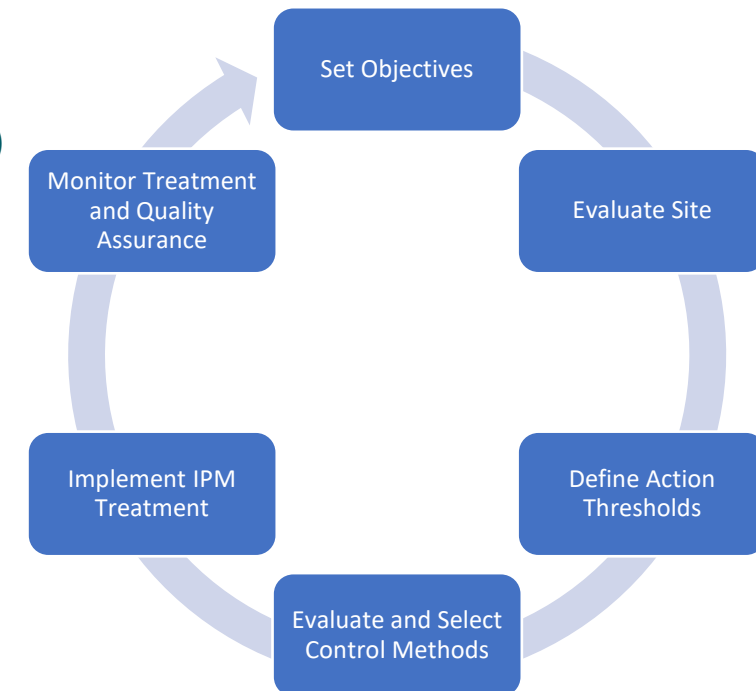 Set Objectives
Evaluate Site
Define Action
Thresholds
Evaluate and Select
Control Methods
Implement IPM
Treatment
Monitor Treatment
and Quality
Assurance